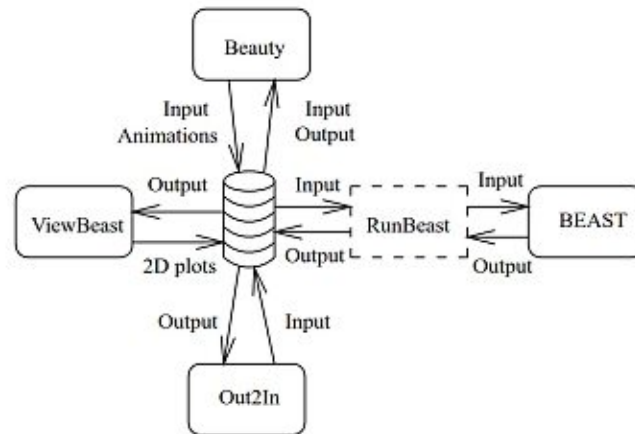 Beauty
Input
Animations
Input
Output
Output
Input
Input
ViewBeast
RunBeast
BEAST
2D plots
Output
Output
Output
Input
Out2In